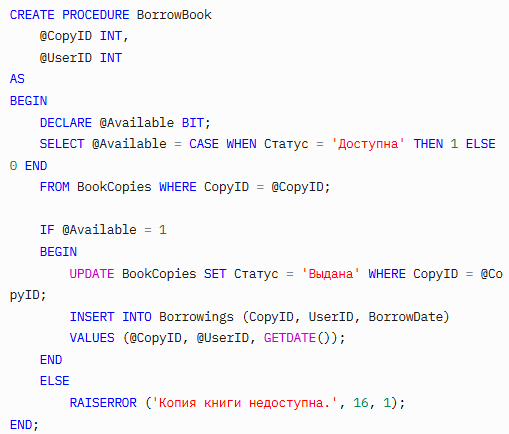 CREATE PROCEDURE BorrowBook
    @CopyID INT,
    @UserID INT
AS
BEGIN
    DECLARE @Available BIT;
    SELECT @Available = CASE WHEN Статус = 'Доступна' THEN 1 ELSE
0 END
    FROM BookCopies WHERE CopyID = @CopyID;

    IF @Available = 1
    BEGIN
        UPDATE BookCopies SET Статус = 'Выдана' WHERE CopyID = @Co
pyID;
        INSERT INTO Borrowings (CopyID, UserID, BorrowDate)
        VALUES (@CopyID, @UserID, GETDATE());
    END
    ELSE
        RAISERROR ('Копия книги недоступна.', 16, 1);
END;